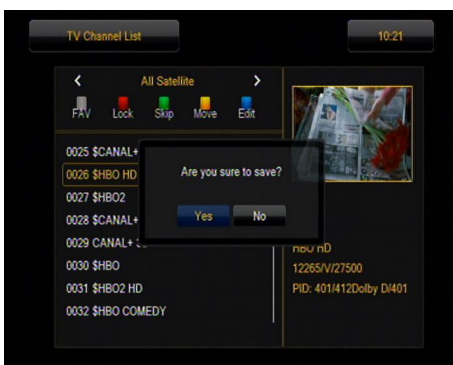 TV Channel List
10:21
All Satellite
FAV Lock Skip Move Edit
0025 $CANAL+
0026 $HBO HD
0027 $HBO2
0028 $CANAL+
0029 CANAL+
0030 $HBO
0031 $HBO2 HD
0032 $HBO COMEDY
Are you sure to save?
Yes No
HBO HD
12265/V/27500
PID: 401/412Dolby D/401